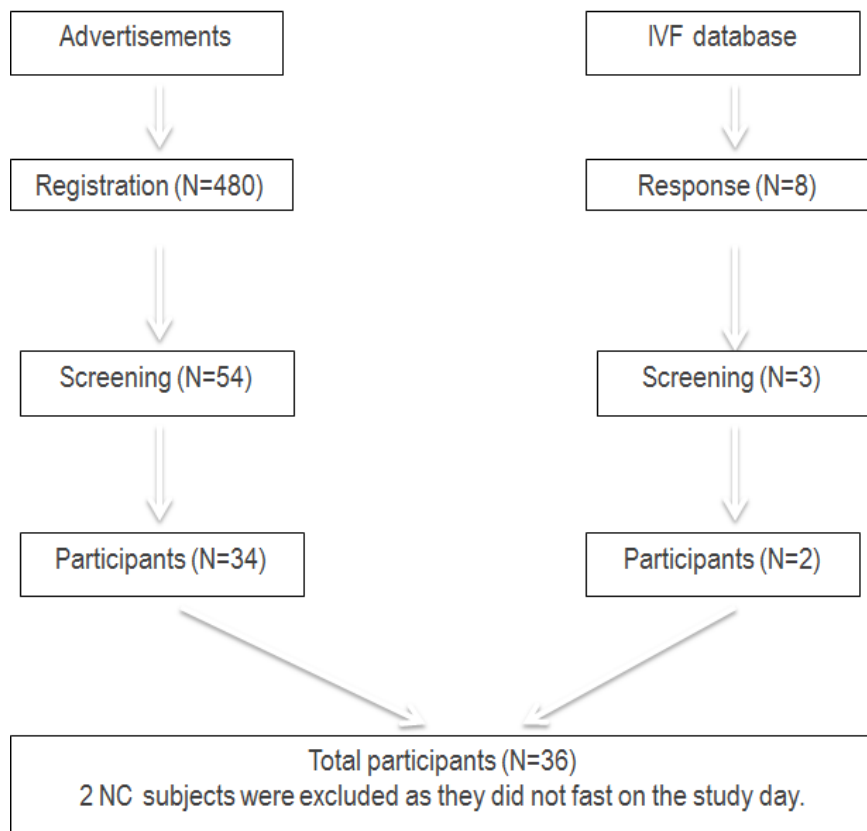 Advertisements
IVF database
Registration (N=480)
Response (N=8)
Screening (N=54)
Screening (N=3)
Participants (N=34)
Participants (N=2)
Total participants (N=36)
2 NC subjects were excluded as they did not fast on the study day.